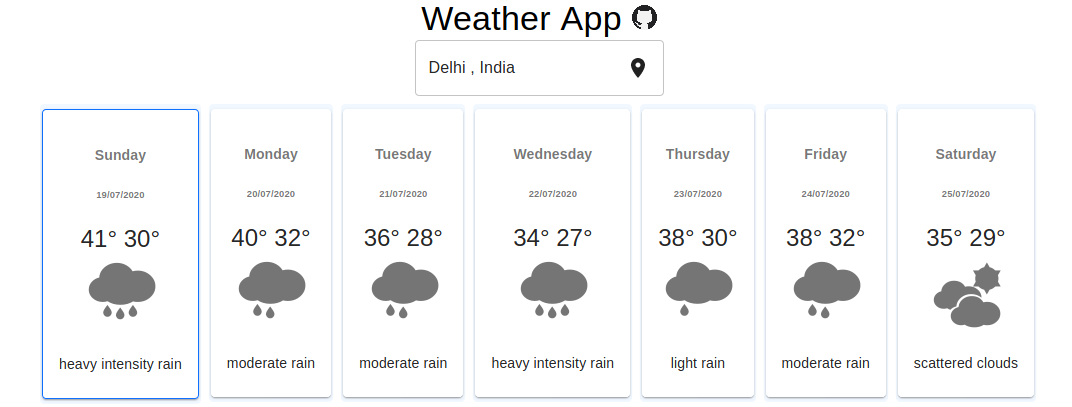 Weather App
Delhi , India
Sunday
19/07/2020
41° 30°
heavy intensity rain
Monday
20/07/2020
40° 32°
moderate rain
Tuesday
21/07/2020
36° 28°
moderate rain
Wednesday
22/07/2020
34° 27°
heavy intensity rain
Thursday
23/07/2020
38° 30°
light rain
Friday
24/07/2020
38° 32°
moderate rain
Saturday
25/07/2020
35° 29°
scattered clouds